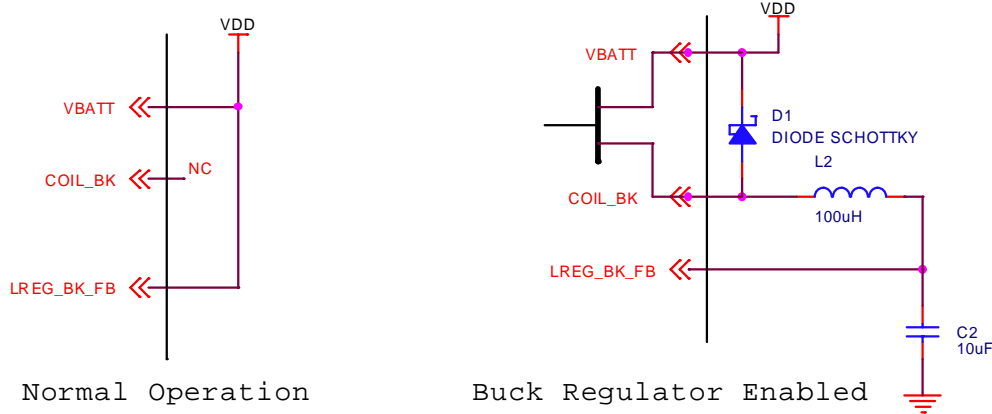 VDD
VBATT
COIL_BK
NC
LREG_BK_FB
Normal Operation
VDD
VBATT
D1
DIODE SCHOTTKY
L2
COIL_BK
100uH
LREG_BK_FB
C2
10uF
Buck Regulator Enabled